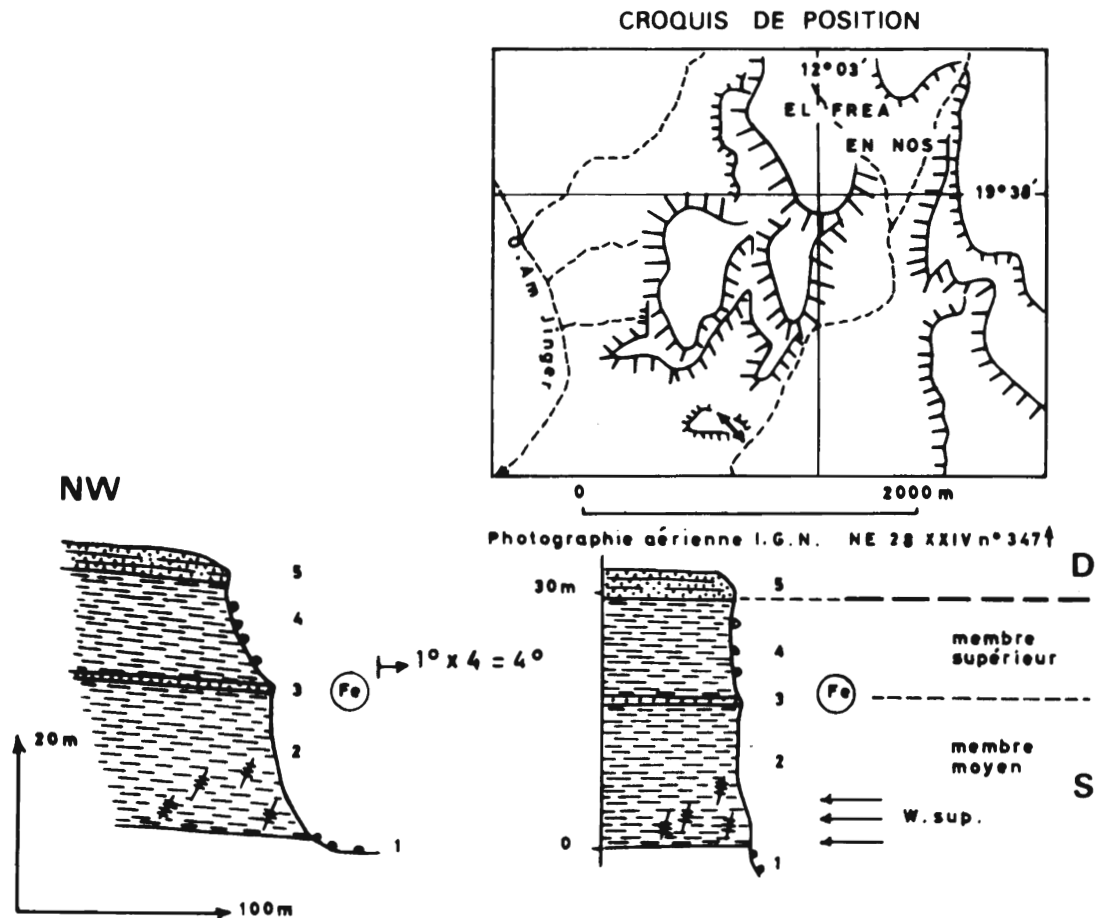 CROQUIS DE POSITION
12°03'
EL FREA
EN NOS
19°38'
Am Jinger
0 2000 m
NW
Photographie aérienne I.G.N. NE 28 XXIV n° 347
D
5
4
3
2
1
Fe
1° x 4 = 4°
20m
100m
30m
0
5
4
3
2
1
Fe
membre
supérieur
membre
moyen
S
W. sup.